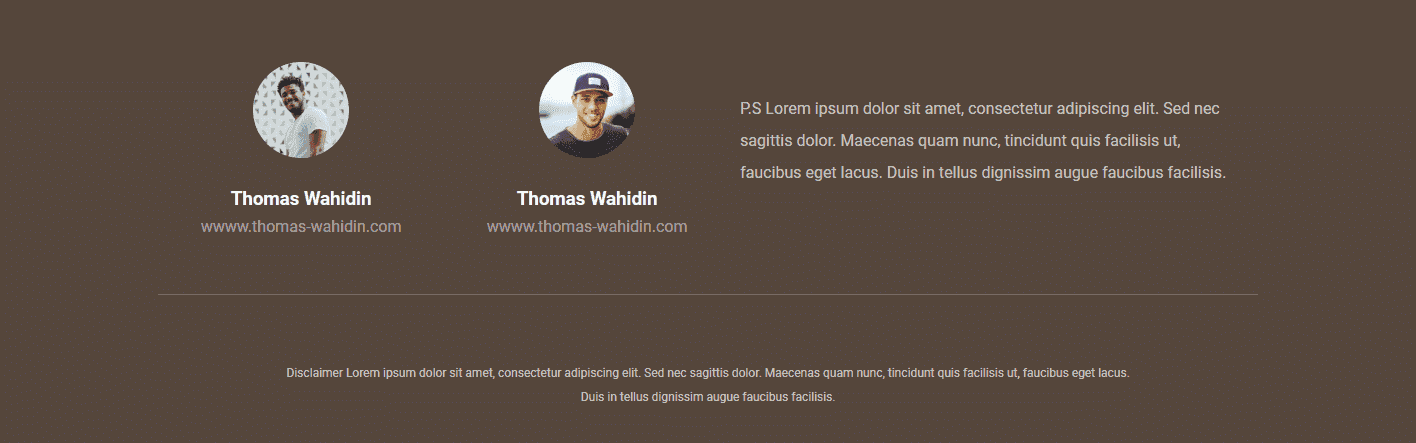 Thomas Wahidin
wwww.thomas-wahidin.com
Thomas Wahidin
wwww.thomas-wahidin.com
P.S Lorem ipsum dolor sit amet, consectetur adipiscing elit. Sed nec
sagittis dolor. Maecenas quam nunc, tincidunt quis facilisis ut,
faucibus eget lacus. Duis in tellus dignissim augue faucibus facilisis.
Disclaimer Lorem ipsum dolor sit amet, consectetur adipiscing elit. Sed nec sagittis dolor. Maecenas quam nunc, tincidunt quis facilisis ut, faucibus eget lacus.
Duis in tellus dignissim augue faucibus facilisis.